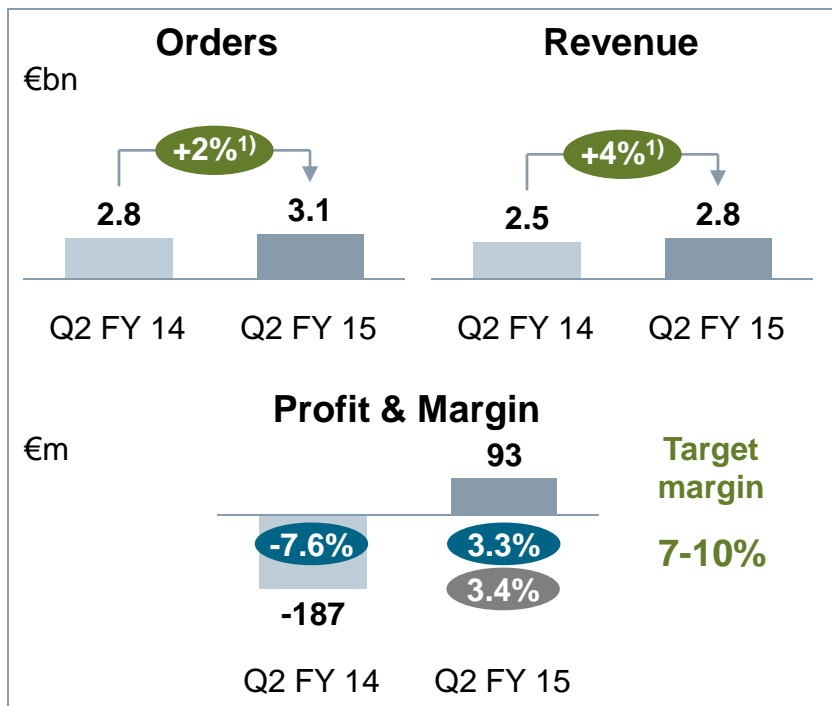 Orders
Revenue
€bn
+2%1)
+4%1)
2.8
3.1
2.5
2.8
Q2 FY 14
Q2 FY 15
Q2 FY 14
Q2 FY 15
Profit & Margin
€m
93
Target
margin
-7.6%
3.3%
7-10%
3.4%
-187
Q2 FY 14
Q2 FY 15